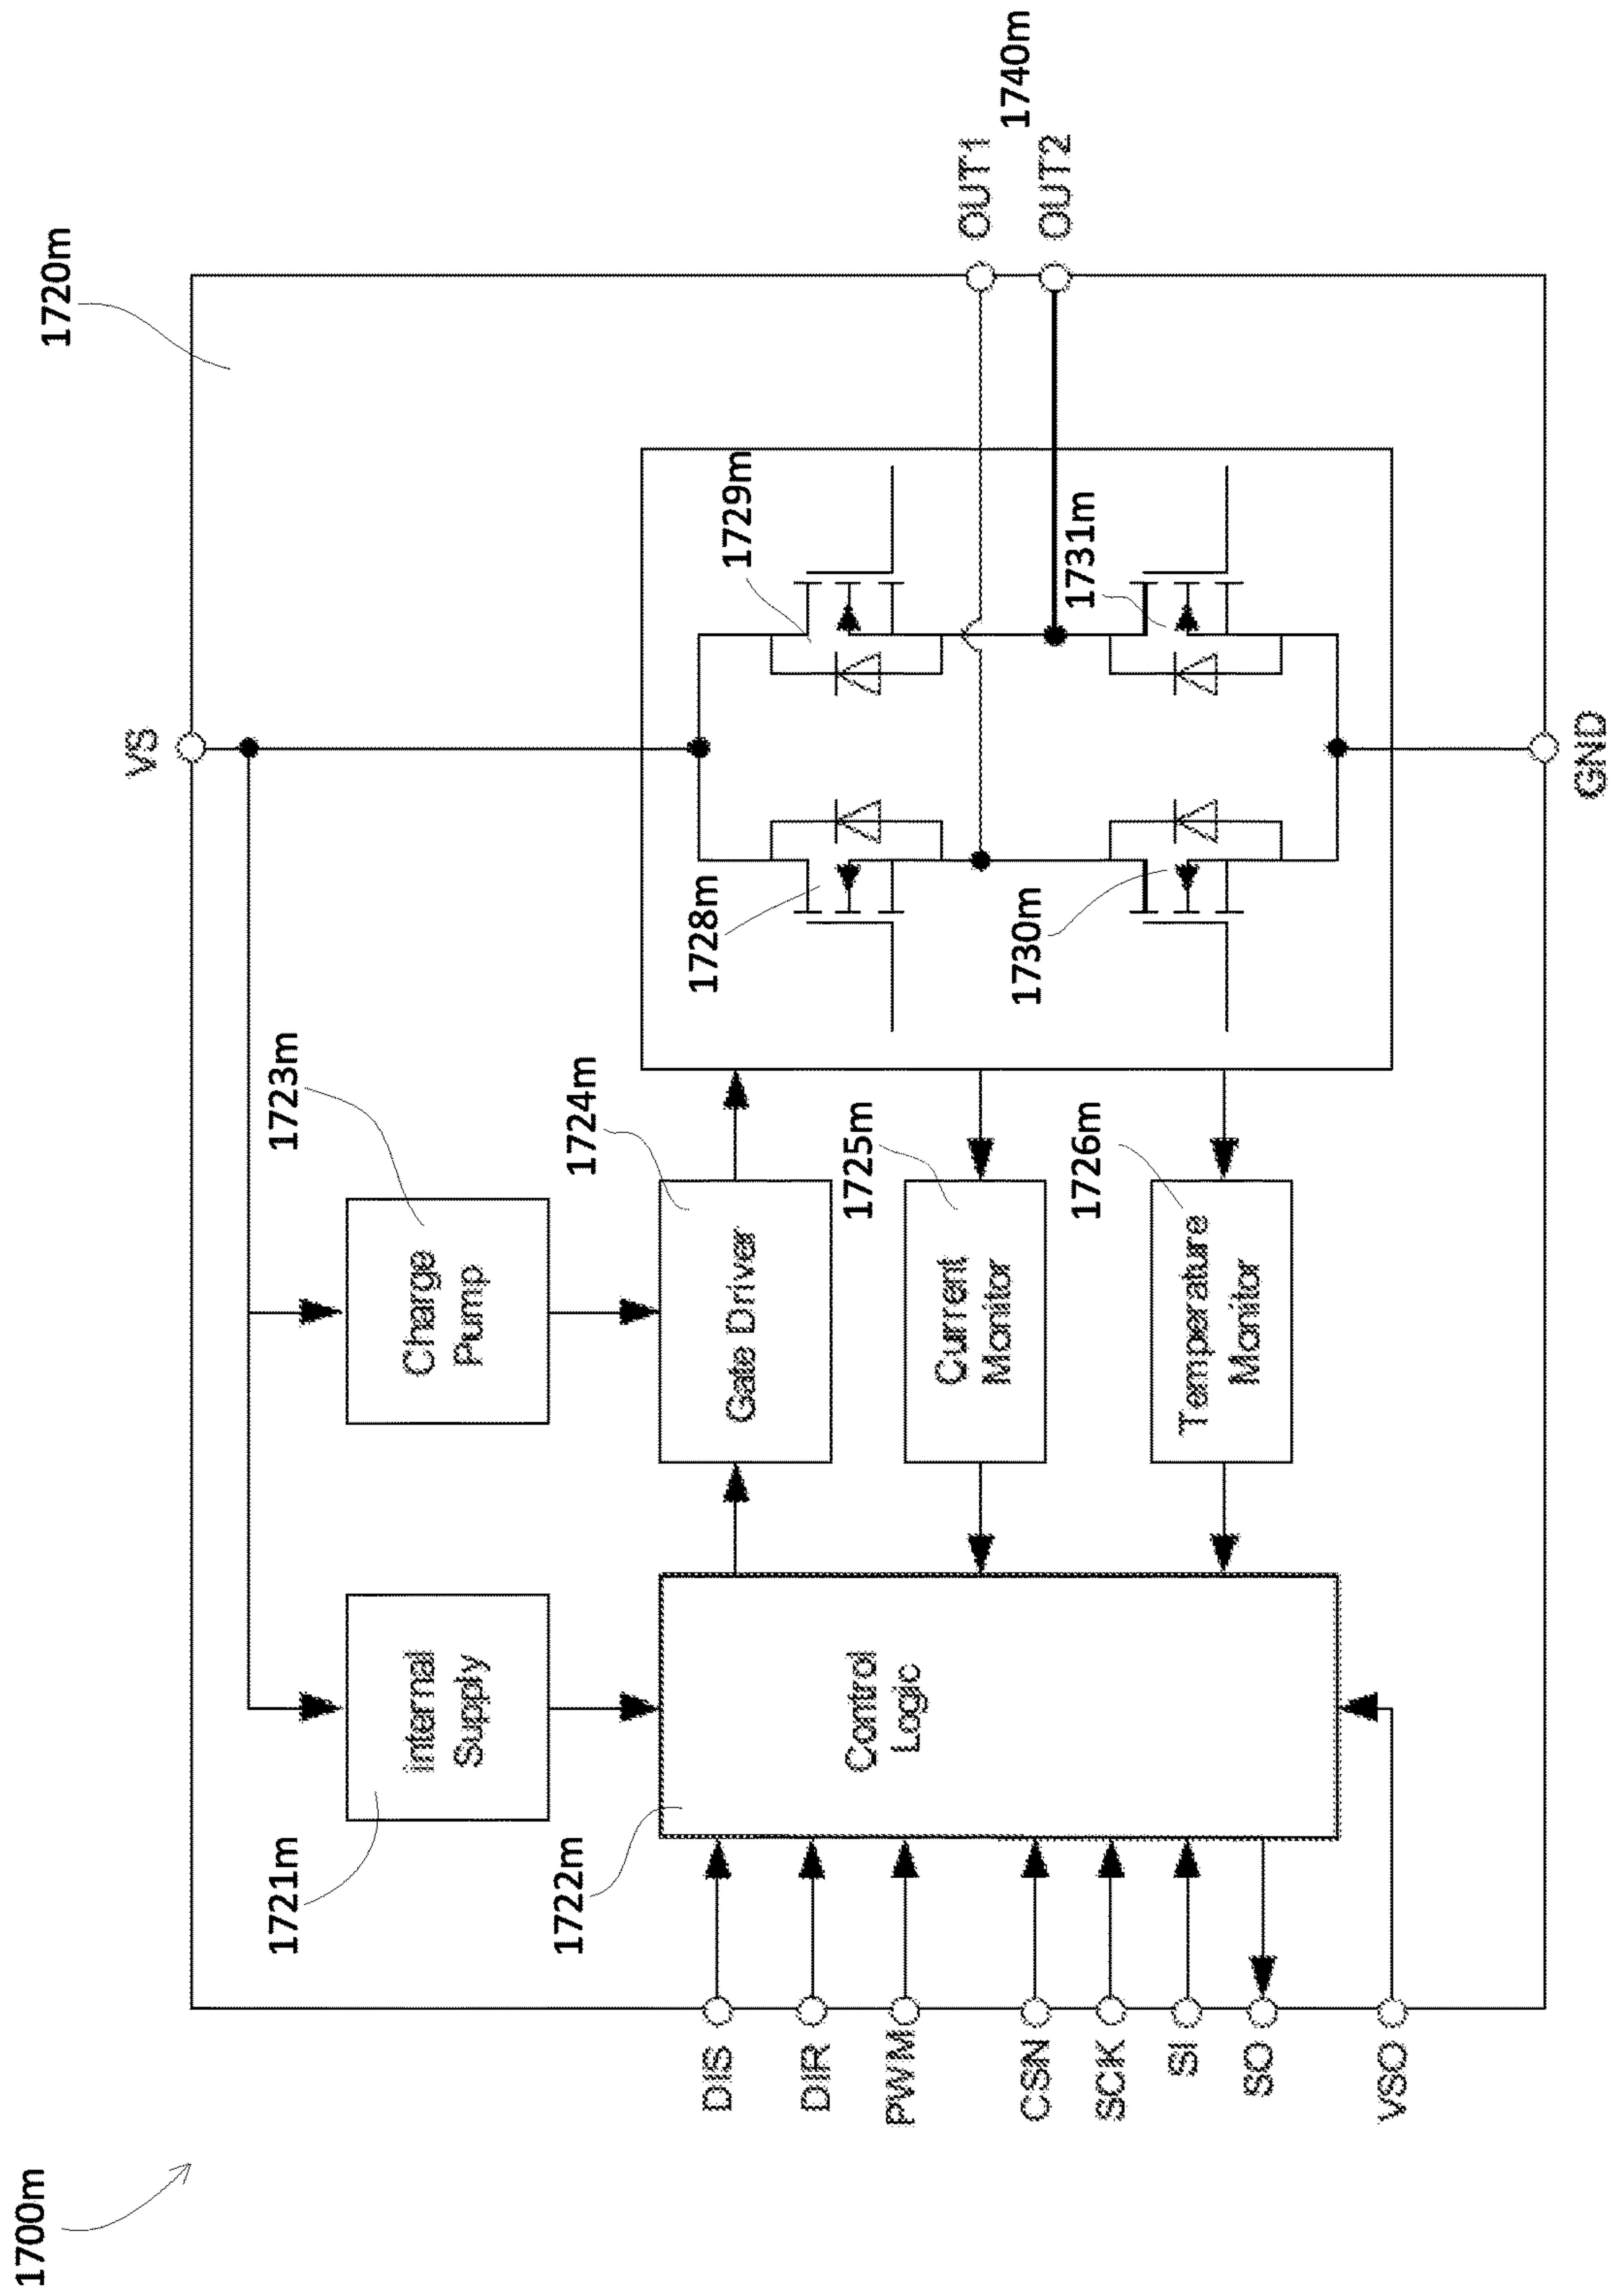 1700m
1720m
VS
1721m
Internal
Supply
1723m
Charge
Pump
1722m
Control
Logic
1724m
Gate Driver
1725m
Current
Monitor
1726m
Temperature
Monitor
1728m
1729m
1730m
1731m
DIS
DIR
PWM
CSN
SCK
SI
SO
VSO
OUT1
OUT2
1740m
GND